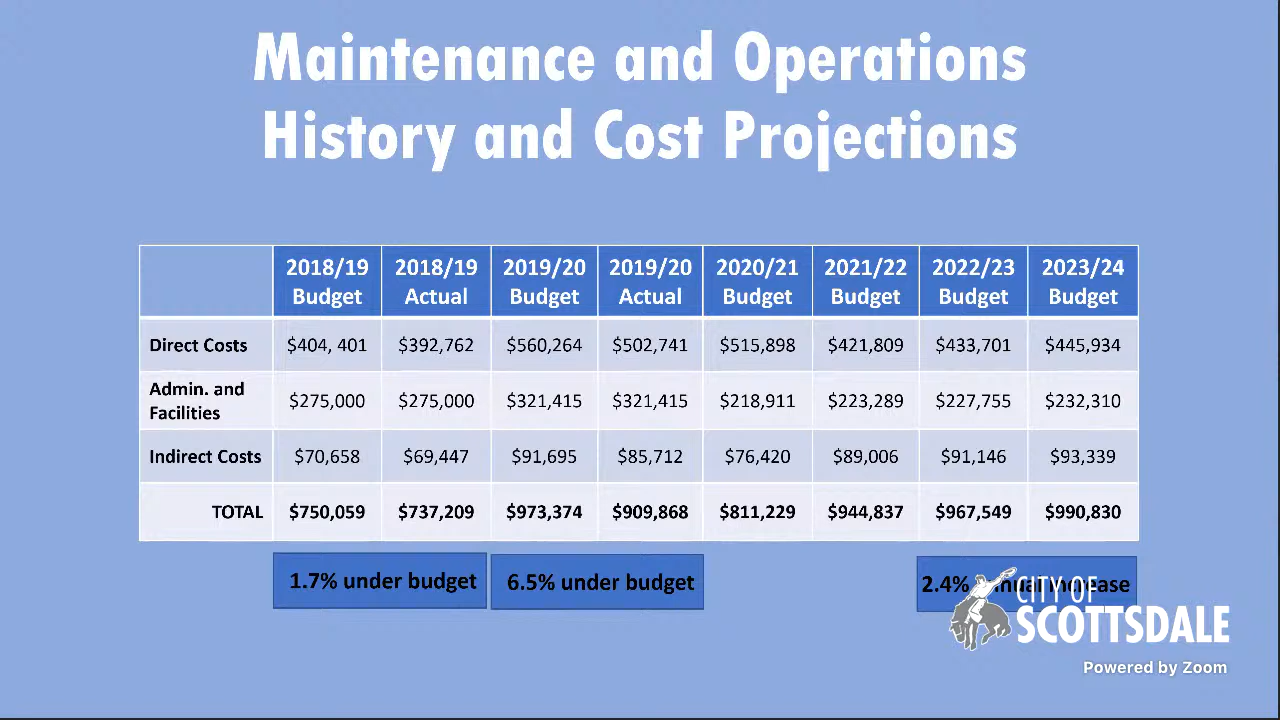 Maintenance and Operations
History and Cost Projections
2018/19 Budget 2018/19 Actual 2019/20 Budget 2019/20 Actual 2020/21 Budget 2021/22 Budget 2022/23 Budget 2023/24 Budget
Direct Costs $404, 401 $392,762 $560,264 $502,741 $515,898 $421,809 $433,701 $445,934
Admin. and Facilities $275,000 $275,000 $321,415 $321,415 $218,911 $223,289 $227,755 $232,310
Indirect Costs $70,658 $69,447 $91,695 $85,712 $76,420 $89,006 $91,146 $93,339
TOTAL $750,059 $737,209 $973,374 $909,868 $811,229 $944,837 $967,549 $990,830
1.7% under budget 6.5% under budget 2.4%
CITY OF
SCOTTSDALE
Powered by Zoom